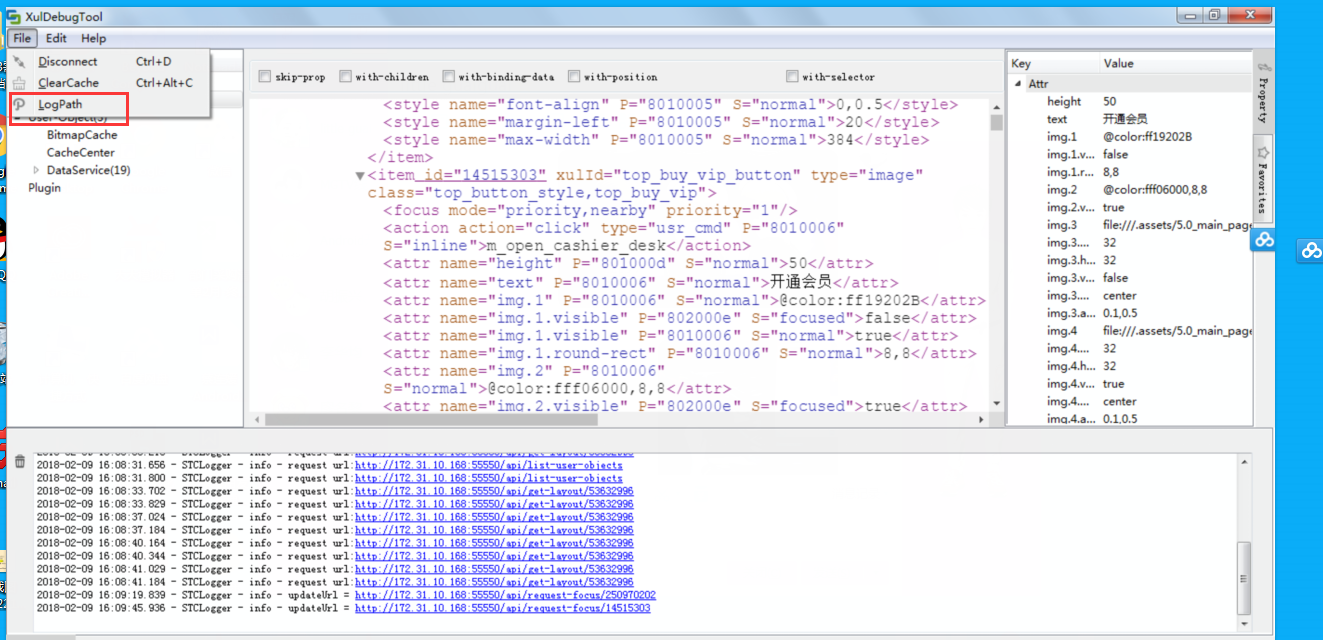 XulDebugTool
File Edit Help
Disconnect Ctrl+D
ClearCache Ctrl+Alt+C
LogPath
User-Object(3)
BitmapCache
CacheCenter
DataService(19)
Plugin
skip-prop with-children with-binding-data with-position with-selector
<style name="font-align" P="8010005" S="normal">0,0.5</style>
<style name="margin-left" P="8010005" S="normal">20</style>
<style name="max-width" P="8010005" S="normal">384</style>
</item>
<item id="14515303" xulId="top_buy_vip_button" type="image"
class="top_button_style,top_buy_vip">
<focus mode="priority,nearby" priority="1"/>
<action action="click" type="usr_cmd" P="8010006"
S="inline">m_open_cashier_desk</action>
<attr name="height" P="801000d" S="normal">50</attr>
<attr name="text" P="8010006" S="normal">开通会员</attr>
<attr name="img.1" P="8010006" S="normal">@color:ff19202B</attr>
<attr name="img.1.visible" P="802000e" S="focused">false</attr>
<attr name="img.1.visible" P="8010006" S="normal">true</attr>
<attr name="img.1.round-rect" P="8010006" S="normal">8,8</attr>
<attr name="img.2" P="8010006"
S="normal">@color:fff06000,8,8</attr>
<attr name="img.2.visible" P="802000e" S="focused">true</attr>
Key Value
Attr
height 50
text 开通会员
img.1 @color:ff19202B
img.1.v... false
img.1.r... 8,8
img.2 @color:fff06000,8,8
img.2.v... true
img.3 file:///.assets/5.0_main_page
img.3.... 32
img.3.h... 32
img.3.v... false
img.3.... center
img.3.a... 0.1,0.5
img.4 file:///.assets/5.0_main_page
img.4.... 32
img.4.h... 32
img.4.v... true
img.4.... center
img.4.a... 0.1,0.5
Property
Favorites
2018-02-09 16:08:31.656 - STCLogger - info - request url:http://172.31.10.168:55550/api/list-user-objects
2018-02-09 16:08:31.800 - STCLogger - info - request url:http://172.31.10.168:55550/api/list-user-objects
2018-02-09 16:08:33.702 - STCLogger - info - request url:http://172.31.10.168:55550/api/get-layout/53632996
2018-02-09 16:08:33.829 - STCLogger - info - request url:http://172.31.10.168:55550/api/get-layout/53632996
2018-02-09 16:08:37.024 - STCLogger - info - request url:http://172.31.10.168:55550/api/get-layout/53632996
2018-02-09 16:08:37.184 - STCLogger - info - request url:http://172.31.10.168:55550/api/get-layout/53632996
2018-02-09 16:08:40.164 - STCLogger - info - request url:http://172.31.10.168:55550/api/get-layout/53632996
2018-02-09 16:08:40.344 - STCLogger - info - request url:http://172.31.10.168:55550/api/get-layout/53632996
2018-02-09 16:08:41.029 - STCLogger - info - request url:http://172.31.10.168:55550/api/get-layout/53632996
2018-02-09 16:08:41.184 - STCLogger - info - request url:http://172.31.10.168:55550/api/get-layout/53632996
2018-02-09 16:09:19.839 - STCLogger - info - updateUrl = http://172.31.10.168:55550/api/request-focus/250970202
2018-02-09 16:09:45.936 - STCLogger - info - updateUrl = http://172.31.10.168:55550/api/request-focus/14515303